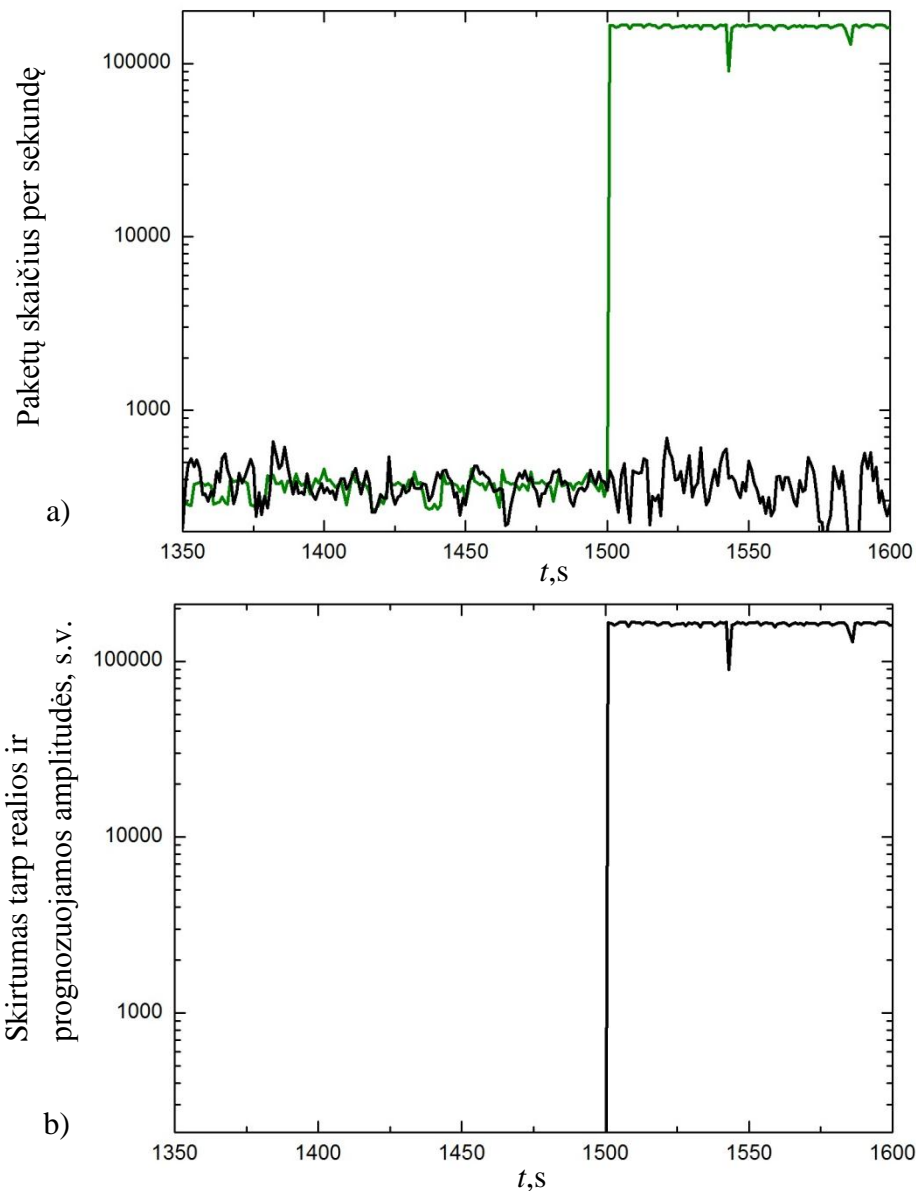 Paketų skaičius per sekundę
100000
10000
1000
a)
1350
1400
1450
1500
1550
1600
t,s
Skirtumas tarp realios ir
prognozuojamos amplitudės, s.v.
100000
10000
1000
b)
1350
1400
1450
1500
1550
1600
t,s